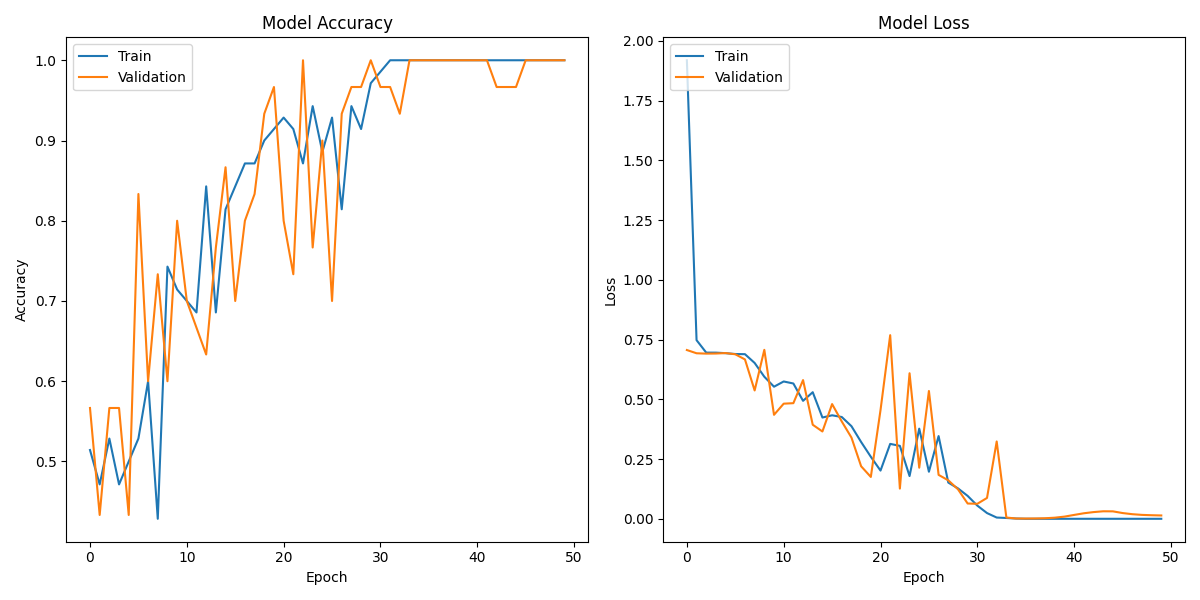 Model Accuracy
Train
Validation
1.0
0.9
0.8
0.7
0.6
0.5
Accuracy
0 10 20 30 40 50
Epoch
Model Loss
Train
Validation
2.00
1.75
1.50
1.25
1.00
0.75
0.50
0.25
0.00
Loss
0 10 20 30 40 50
Epoch